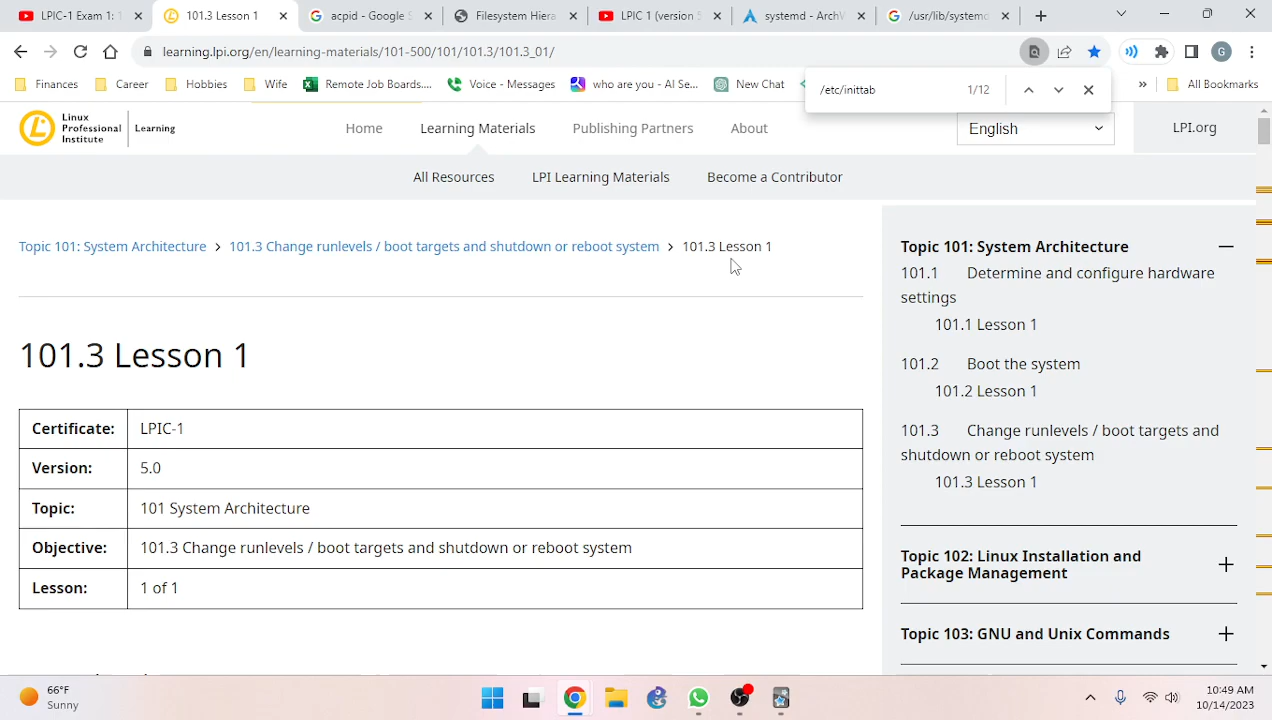 LPIC-1 Exam 1: 1
101.3 Lesson 1
acpid - Google S
Filesystem Hiera
LPIC 1 (version 5
systemd - ArchW
/usr/lib/systemd
learning.lpi.org/en/learning-materials/101-500/101/101.3/101.3_01/
G
Finances
Career
Hobbies
Wife
Remote Job Boards....
Voice - Messages
who are you - AI Se...
New Chat
/etc/inittab
1/12
»
All Bookmarks
Linux
Professional
Institute
Learning
Home
Learning Materials
Publishing Partners
About
English
LPI.org
All Resources
LPI Learning Materials
Become a Contributor
Topic 101: System Architecture › 101.3 Change runlevels / boot targets and shutdown or reboot system › 101.3 Lesson 1
101.3 Lesson 1
Certificate: LPIC-1
Version: 5.0
Topic: 101 System Architecture
Objective: 101.3 Change runlevels / boot targets and shutdown or reboot system
Lesson: 1 of 1
Topic 101: System Architecture
101.1 Determine and configure hardware
settings
101.1 Lesson 1
101.2 Boot the system
101.2 Lesson 1
101.3 Change runlevels / boot targets and
shutdown or reboot system
101.3 Lesson 1
Topic 102: Linux Installation and
Package Management
Topic 103: GNU and Unix Commands
66°F
Sunny
10:49 AM
10/14/2023